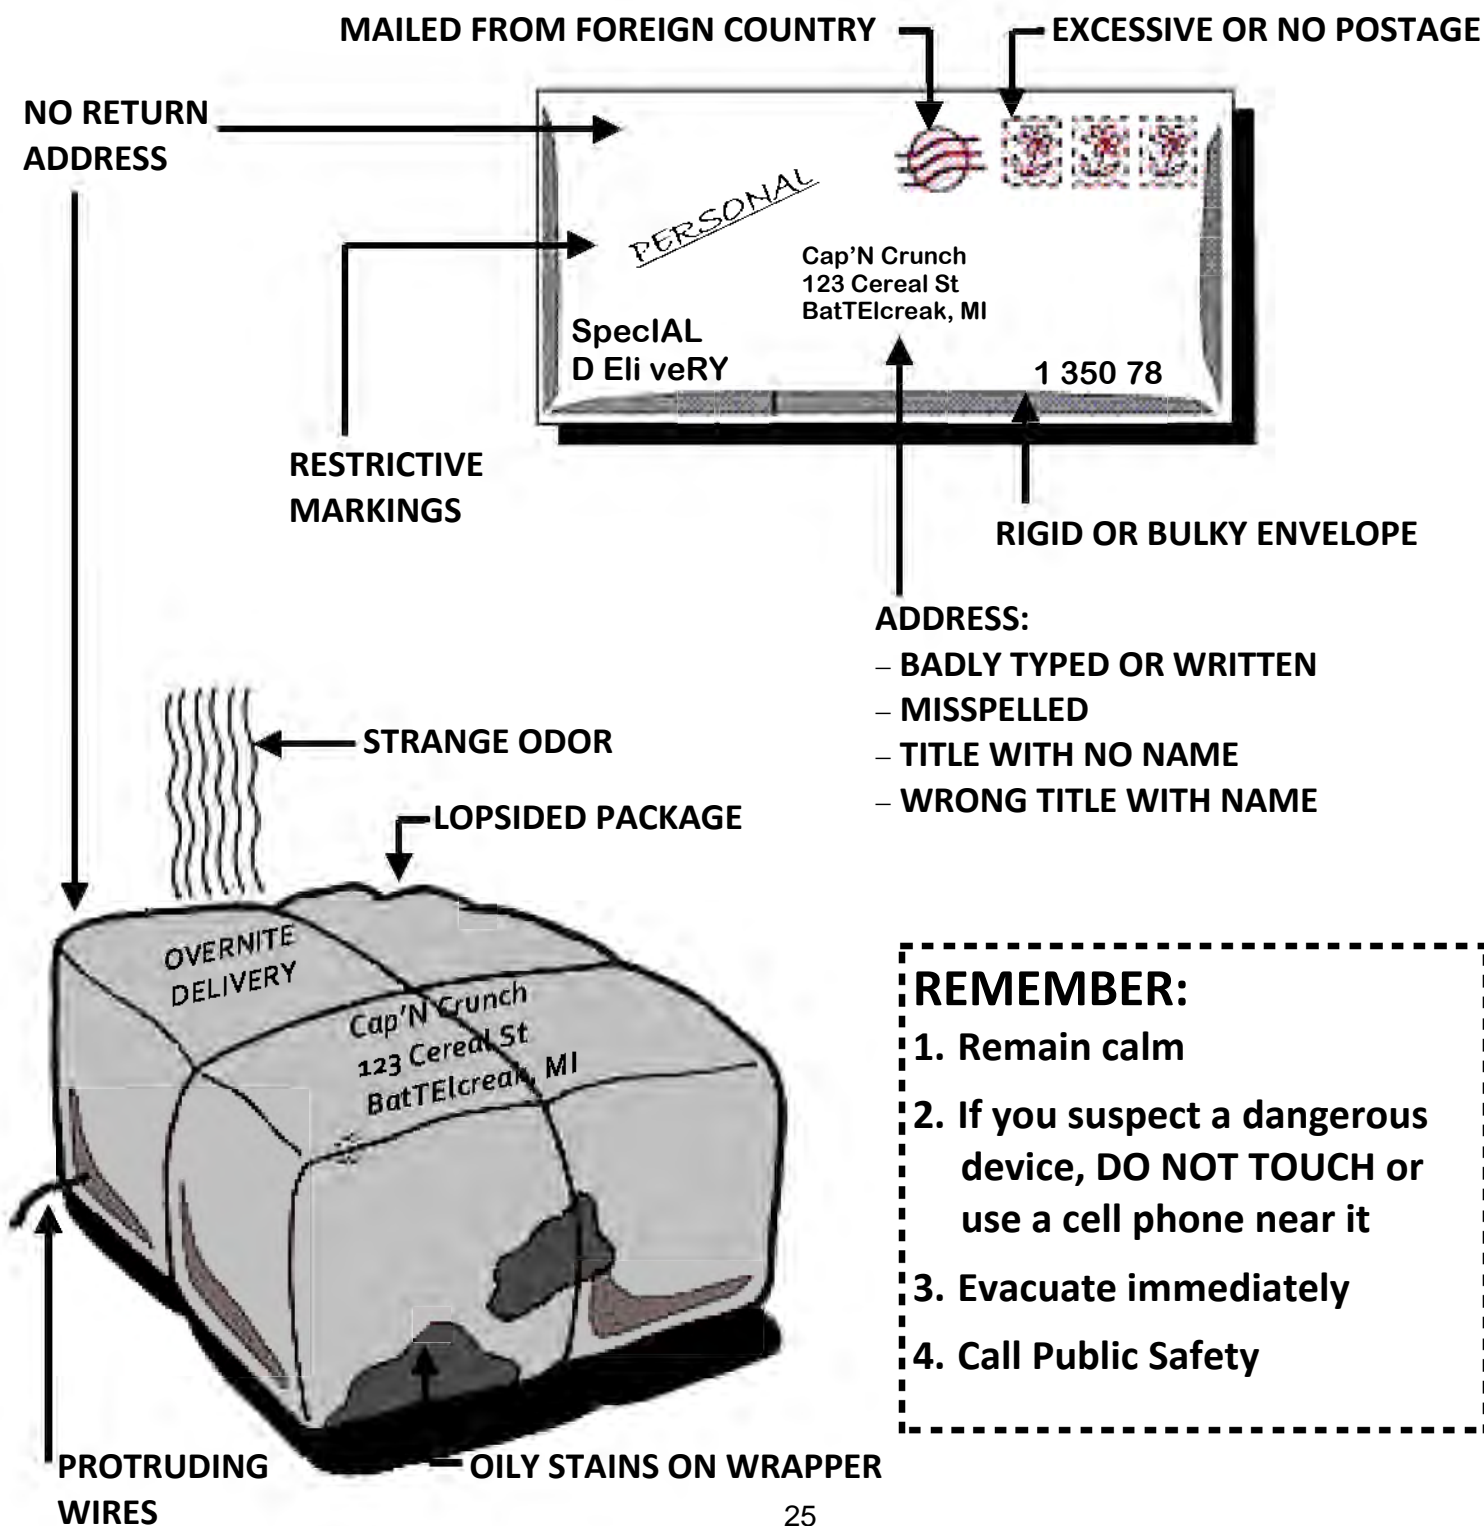 MAILED FROM FOREIGN COUNTRY
EXCESSIVE OR NO POSTAGE
NO RETURN
ADDRESS
PERSONAL
Cap'N Crunch
123 Cereal St
BatTElcreak, MI
SpecIAL
D Eli veRY
1 350 78
RESTRICTIVE
MARKINGS
RIGID OR BULKY ENVELOPE
ADDRESS:
– BADLY TYPED OR WRITTEN
– MISSPELLED
– TITLE WITH NO NAME
– WRONG TITLE WITH NAME
STRANGE ODOR
LOPSIDED PACKAGE
OVERNITE
DELIVERY
Cap'N Crunch
123 Cereal St
BatTElcreak, MI
REMEMBER:
1. Remain calm
2. If you suspect a dangerous
device, DO NOT TOUCH or
use a cell phone near it
3. Evacuate immediately
4. Call Public Safety
PROTRUDING
WIRES
OILY STAINS ON WRAPPER
25